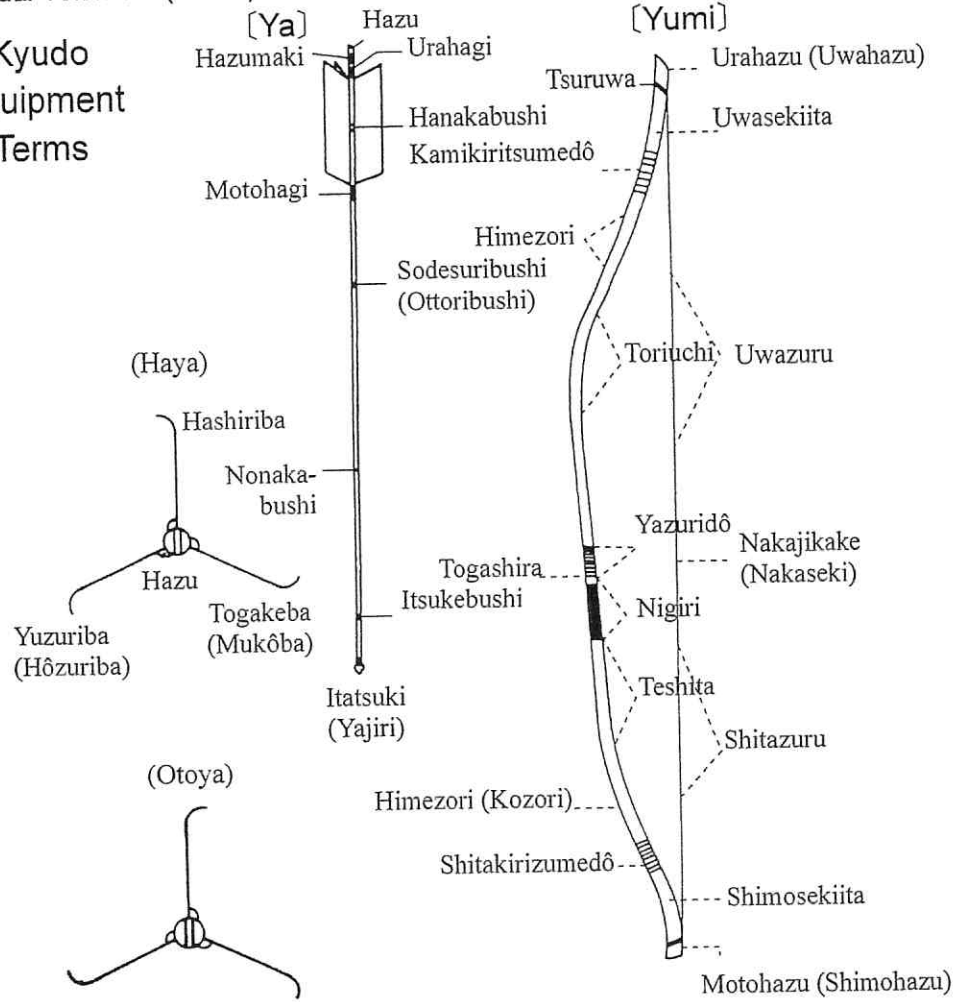 Kyudo
uipment
Terms
〔Ya〕
Hazu
Hazumaki
Urahagi
Hanakabushi
Motohagi
Sodesuribushi
(Ottoribushi)
Nonaka-
bushi
Itsukebushi
Itatsuki
(Yajiri)
(Haya)
Hashiriba
Hazu
Togakeba
(Mukôba)
Yuzuriba
(Hôzuriba)
(Otoya)
〔Yumi〕
Urahazu (Uwahazu)
Tsuruwa
Uwasekiita
Kamikiritsumedô
Himezori
Toriuchi
Uwazuru
Yazuridô
Nakajikake
(Nakaseki)
Togashira
Nigiri
Teshita
Shitazuru
Himezori (Kozori)
Shitakirizumedô
Shimosekiita
Motohazu (Shimohazu)